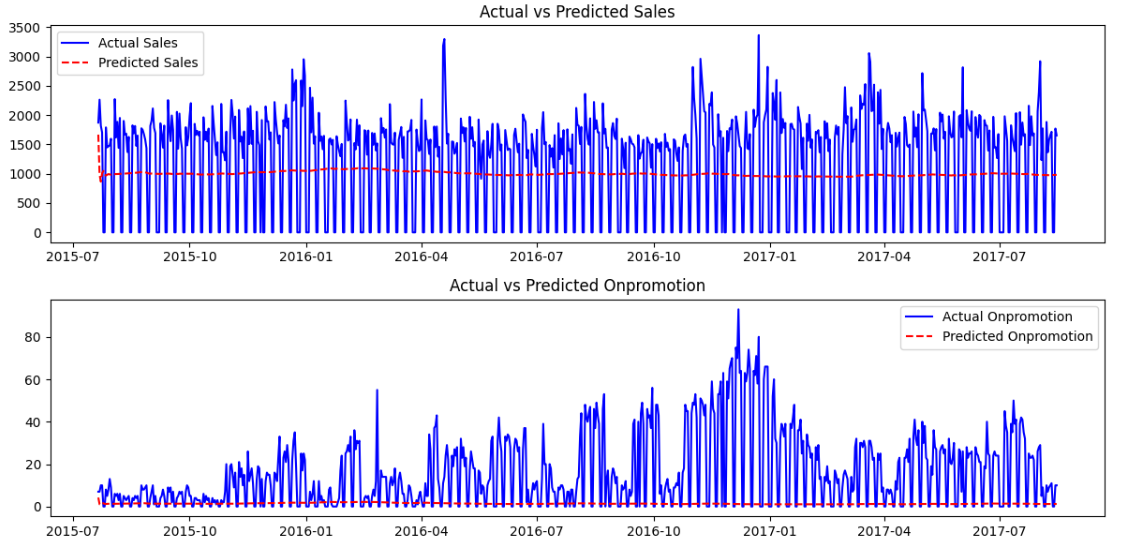 Actual vs Predicted Sales
3500
3000
2500
2000
1500
1000
500
0
Actual Sales
Predicted Sales
2015-07 2015-10 2016-01 2016-04 2016-07 2016-10 2017-01 2017-04 2017-07
Actual vs Predicted Onpromotion
80
60
40
20
0
Actual Onpromotion
Predicted Onpromotion
2015-07 2015-10 2016-01 2016-04 2016-07 2016-10 2017-01 2017-04 2017-07